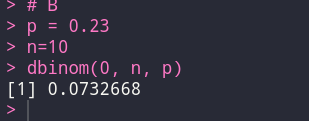 > # B
> p = 0.23
> n=10
> dbinom(0, n, p)
[1] 0.0732668
>